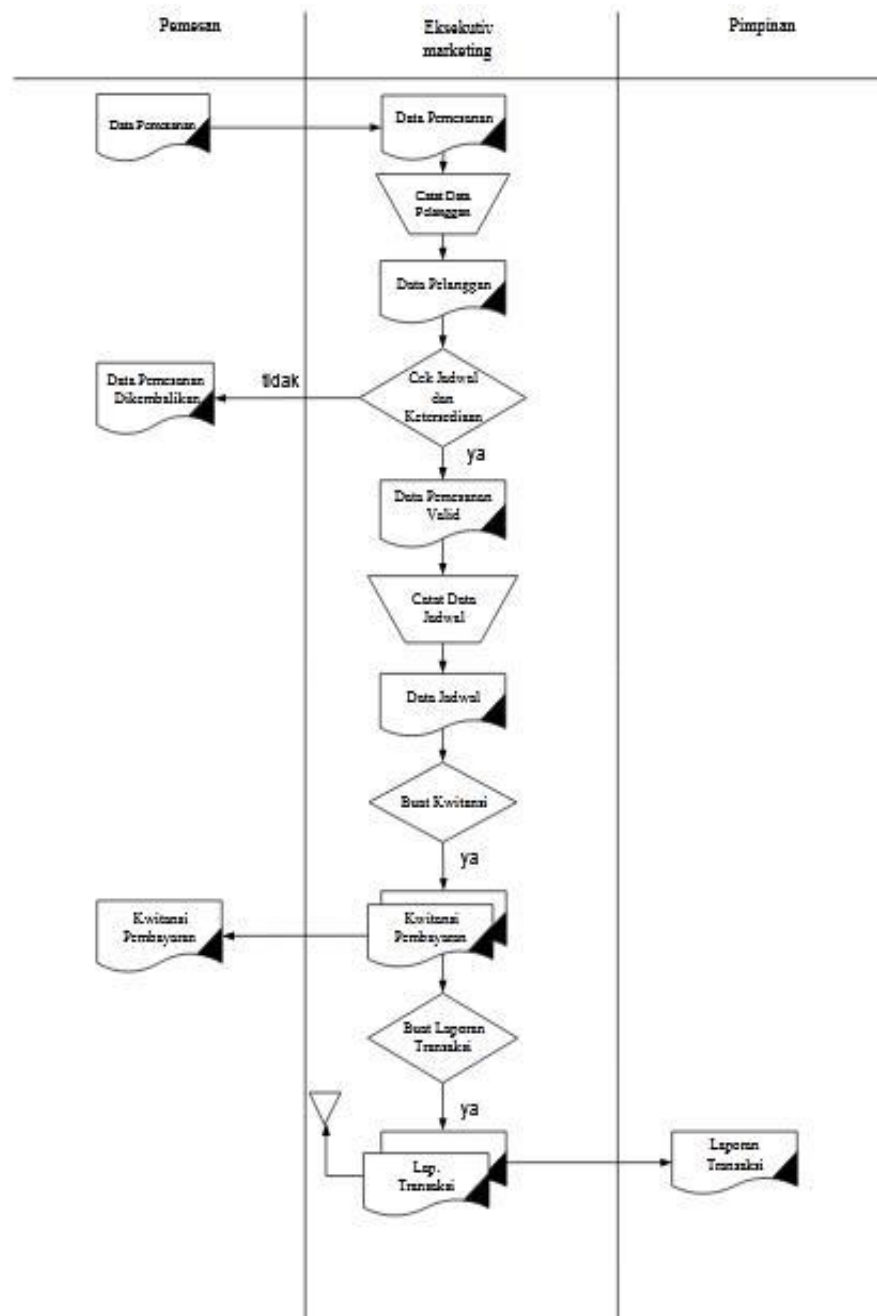 Pemesan
Eksekutiv
marketing
Pimpinan
Data Pemesanan
Data Pemesanan
Catat Data
Pelanggan
Data Pelanggan
Data Pemesanan
Dikembalikan
tidak
Cek Jadwal
dan
Ketersediaan
ya
Data Pemesanan
Valid
Catat Data
Jadwal
Data Jadwal
Buat Kwitansi
ya
Kwitansi
Pembayaran
Kwitansi
Pembayaran
Buat Laporan
Transaksi
ya
Lap.
Transaksi
Laporan
Transaksi